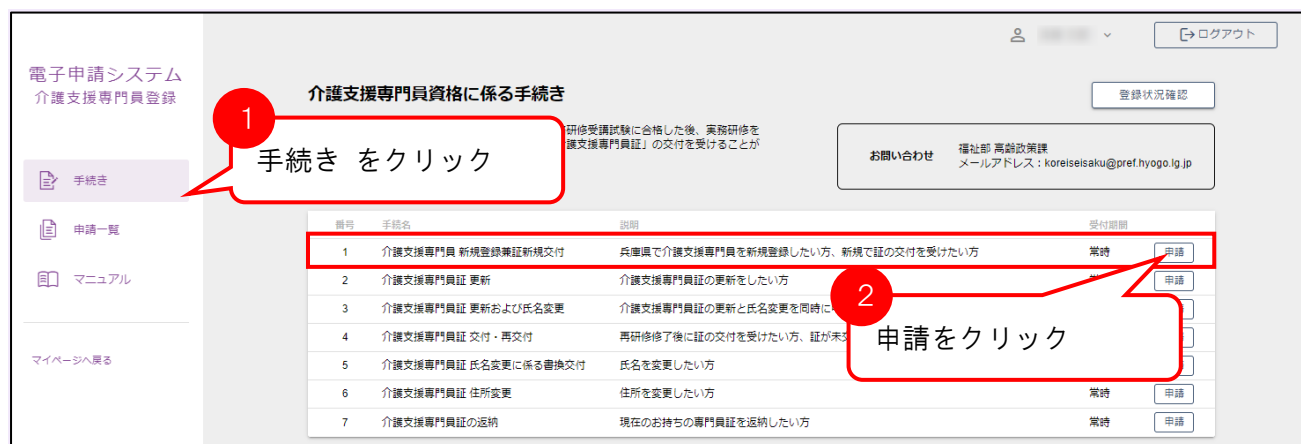 ログアウト
電子申請システム
介護支援専門員登録
手続き
申請一覧
マニュアル
マイページへ戻る
介護支援専門員資格に係る手続き
登録状況確認
研修受講試験に合格した後、実務研修を
護支援専門員証」の交付を受けることが
お問い合わせ
福祉部 高齢政策課
メールアドレス：koreiseisaku@pref.hyogo.lg.jp
1
手続き をクリック
番号 手続名 説明 受付期間
1 介護支援専門員 新規登録兼証新規交付 兵庫県で介護支援専門員を新規登録したい方、新規で証の交付を受けたい方 常時 申請
2 介護支援専門員証 更新 介護支援専門員証の更新をしたい方 申請
3 介護支援専門員証 更新および氏名変更 介護支援専門員証の更新と氏名変更を同時に
4 介護支援専門員証 交付・再交付 再研修修了後に証の交付を受けたい方、証が未交
5 介護支援専門員証 氏名変更に係る書換交付 氏名を変更したい方
6 介護支援専門員証 住所変更 住所を変更したい方 常時 申請
7 介護支援専門員証の返納 現在のお持ちの専門員証を返納したい方 常時 申請
2
申請をクリック